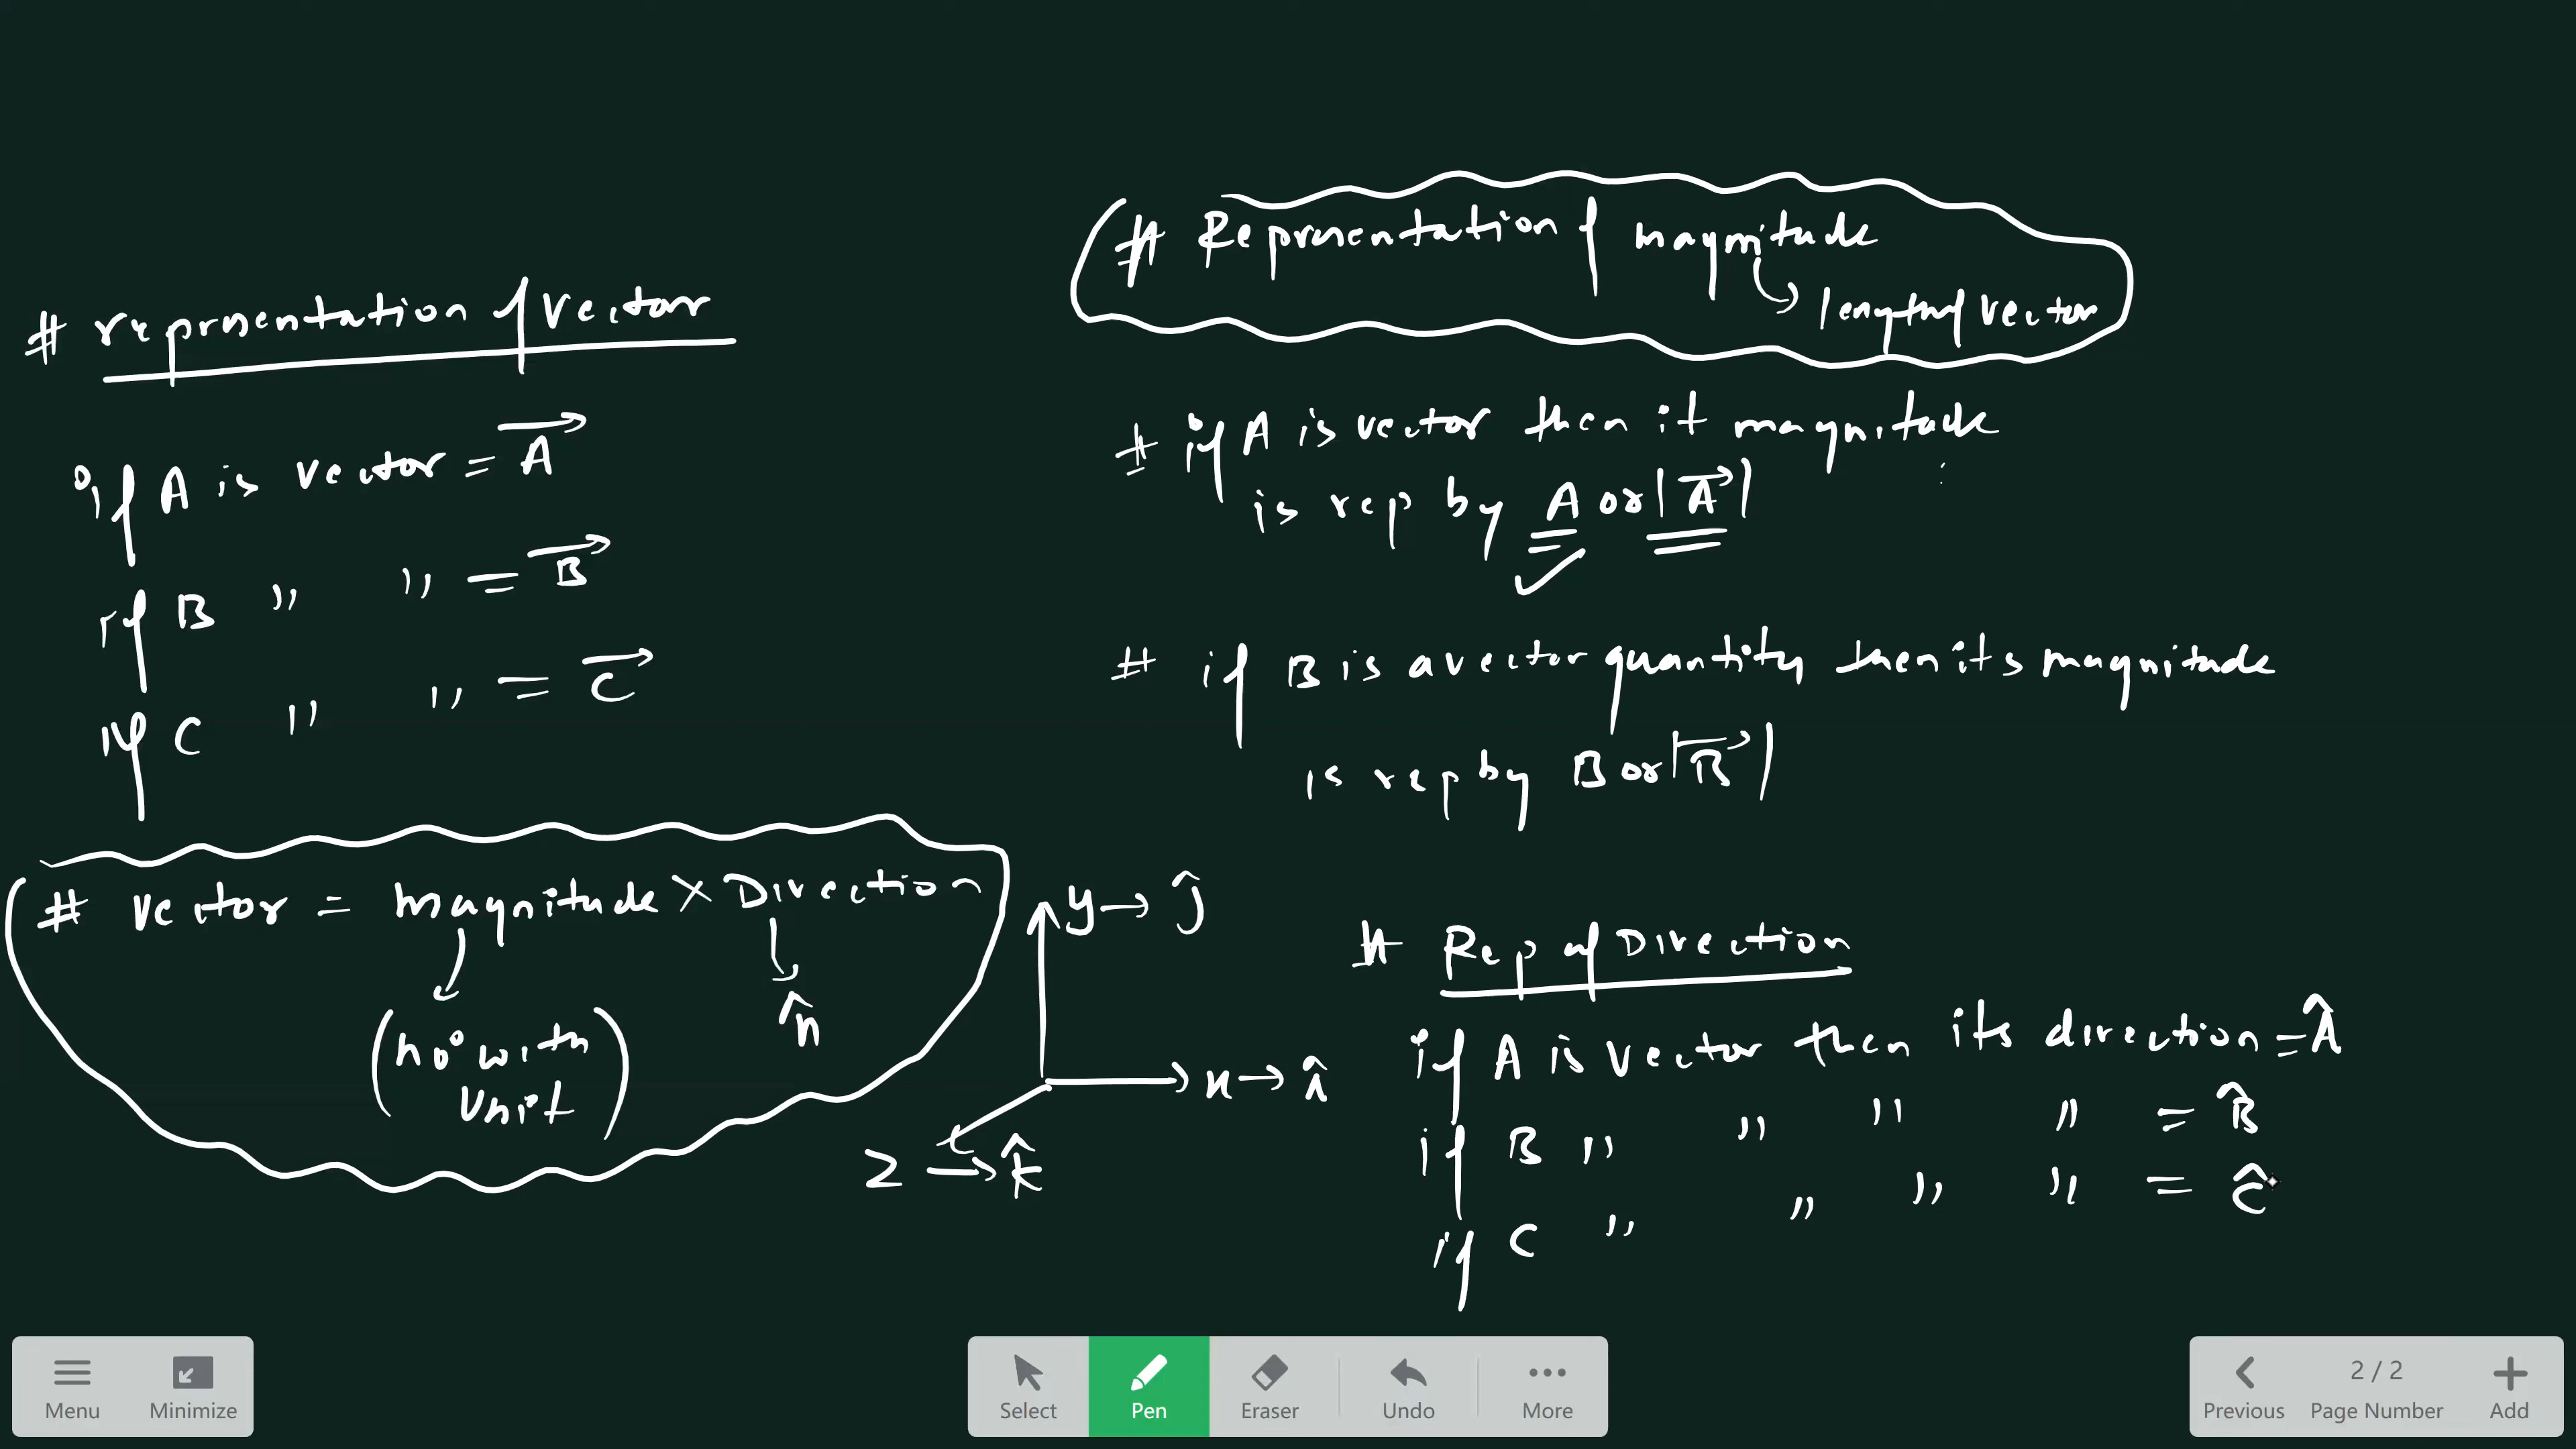 # representation of Vector
if A is vector = A⃗
if B " " = B⃗
if C " " = C⃗
# Vector = magnitude × Direction
(no° with
Unit)
n̂
y → ĵ
x → î
z → k̂
# Representation of magnitude
→ length of vector
# if A is vector then it magnitude
is rep by A or |A⃗|
# if B is a vector quantity then its magnitude
is rep by B or |B⃗|
# Rep of Direction
if A is vector then its direction = Â
if B " " " " = B̂
if C " " " " = Ĉ
Menu
Minimize
Select
Pen
Eraser
Undo
More
Previous
2 / 2
Page Number
Add